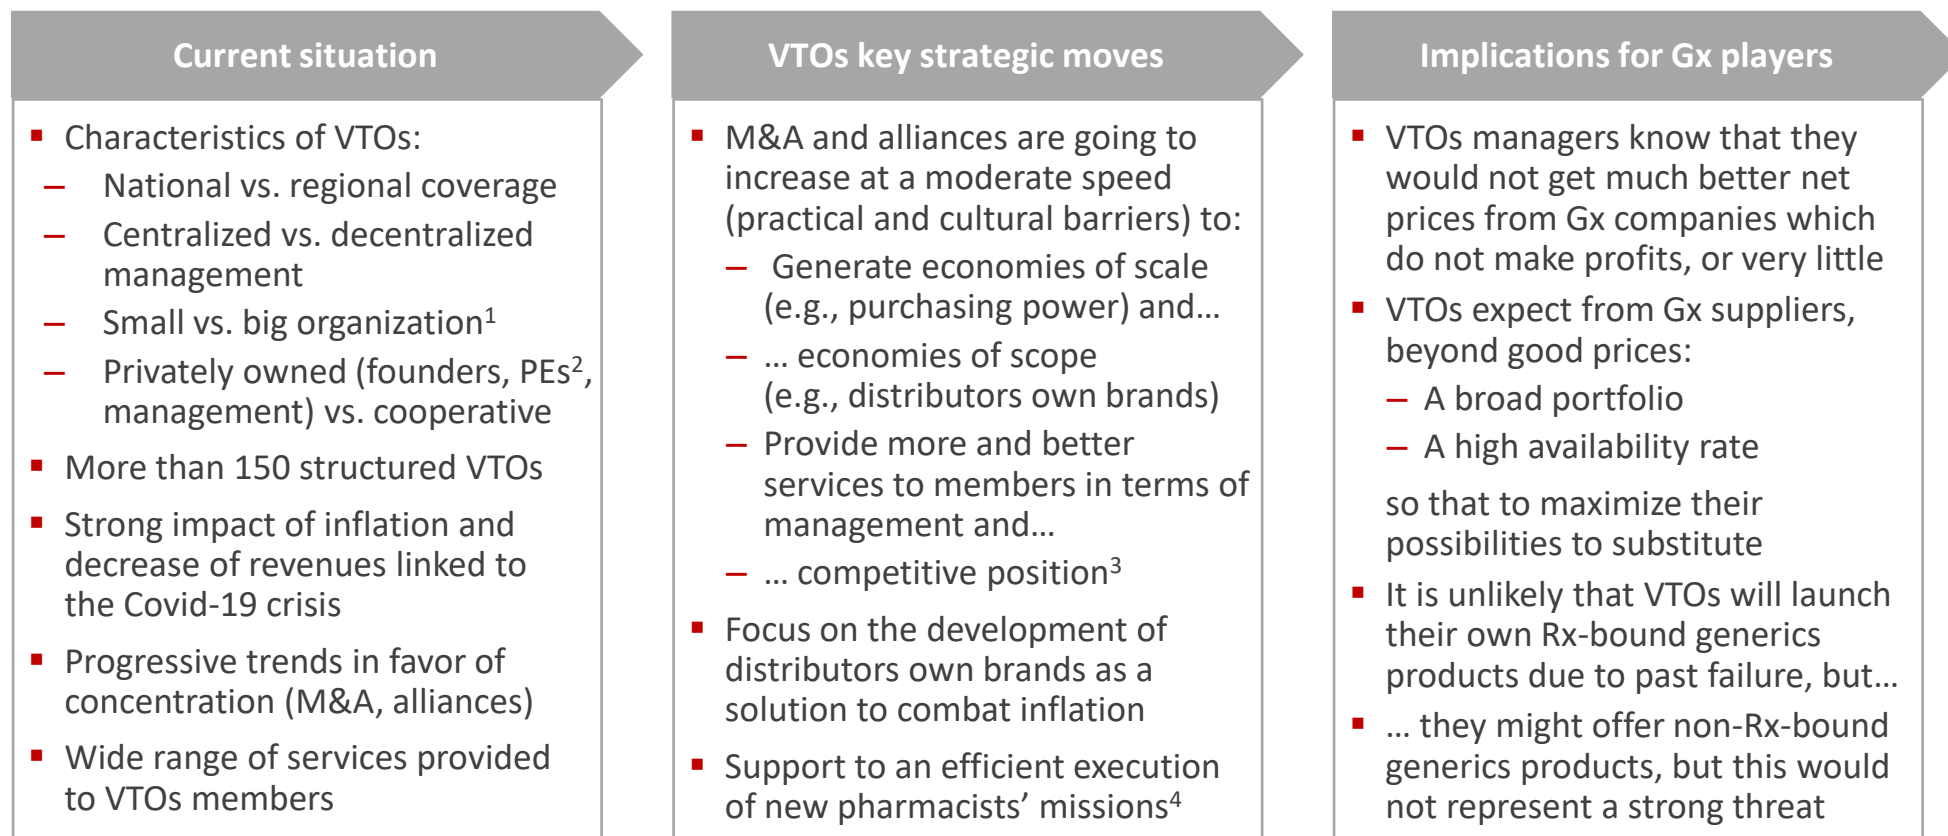 Current situation
▪ Characteristics of VTOs:
– National vs. regional coverage
– Centralized vs. decentralized
management
– Small vs. big organization¹
– Privately owned (founders, PEs²,
management) vs. cooperative
▪ More than 150 structured VTOs
▪ Strong impact of inflation and
decrease of revenues linked to
the Covid-19 crisis
▪ Progressive trends in favor of
concentration (M&A, alliances)
▪ Wide range of services provided
to VTOs members
VTOs key strategic moves
▪ M&A and alliances are going to
increase at a moderate speed
(practical and cultural barriers) to:
– Generate economies of scale
(e.g., purchasing power) and…
– … economies of scope
(e.g., distributors own brands)
– Provide more and better
services to members in terms of
management and…
– … competitive position³
▪ Focus on the development of
distributors own brands as a
solution to combat inflation
▪ Support to an efficient execution
of new pharmacists’ missions⁴
Implications for Gx players
▪ VTOs managers know that they
would not get much better net
prices from Gx companies which
do not make profits, or very little
▪ VTOs expect from Gx suppliers,
beyond good prices:
– A broad portfolio
– A high availability rate
so that to maximize their
possibilities to substitute
▪ It is unlikely that VTOs will launch
their own Rx-bound generics
products due to past failure, but…
▪ … they might offer non-Rx-bound
generics products, but this would
not represent a strong threat